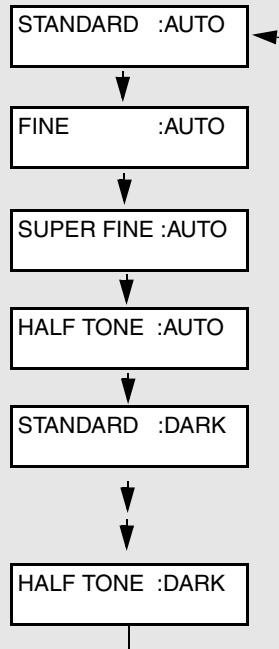 STANDARD :AUTO
FINE :AUTO
SUPER FINE :AUTO
HALF TONE :AUTO
STANDARD :DARK
HALF TONE :DARK